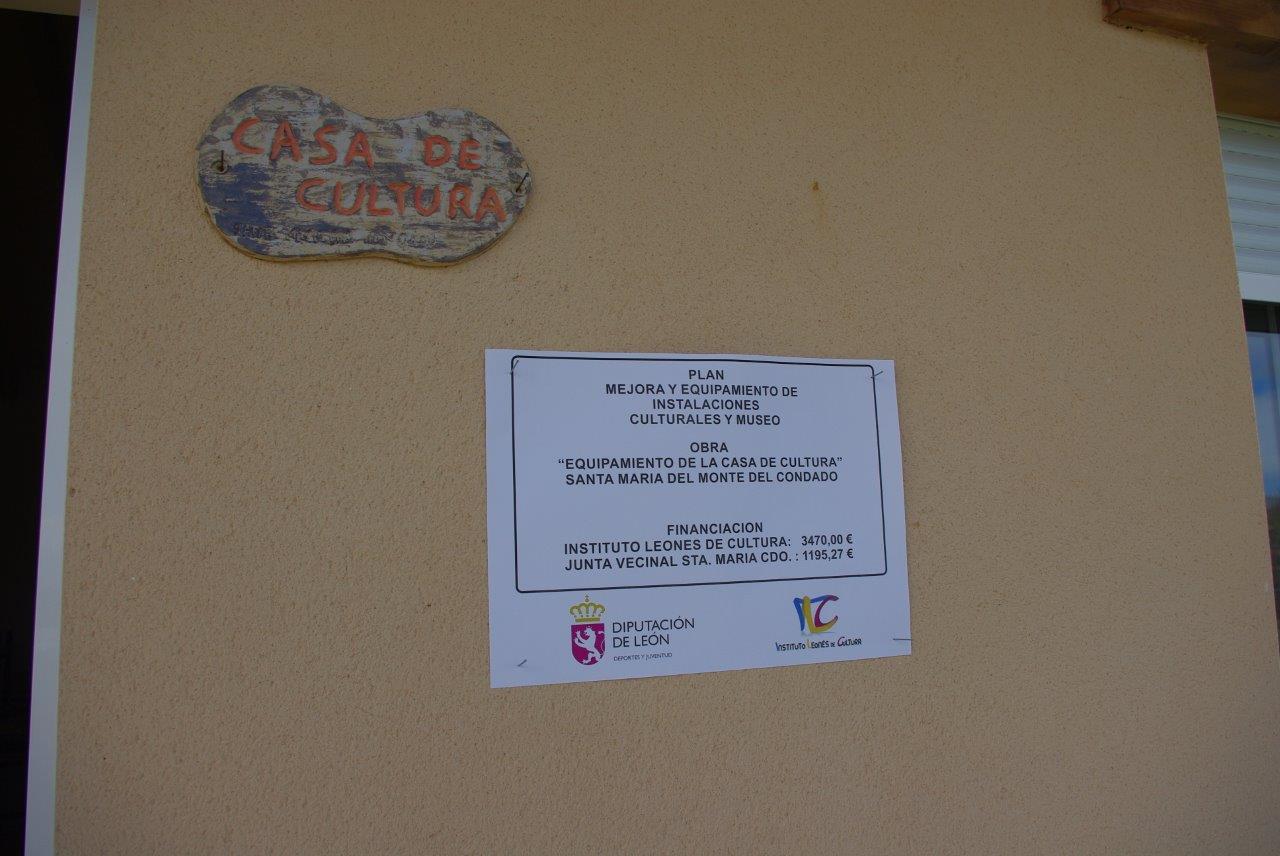 CASA DE
CULTURA
PLAN
MEJORA Y EQUIPAMIENTO DE
INSTALACIONES
CULTURALES Y MUSEO
OBRA
“EQUIPAMIENTO DE LA CASA DE CULTURA”
SANTA MARIA DEL MONTE DEL CONDADO
FINANCIACION
INSTITUTO LEONES DE CULTURA: 3470,00 €
JUNTA VECINAL STA. MARIA CDO. : 1195,27 €
DIPUTACIÓN
DE LEÓN
DEPORTES Y JUVENTUD
ILC
INSTITUTO LEONÉS DE CULTURA